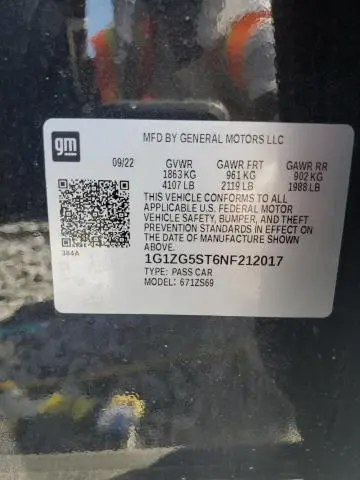 gm
MFD BY GENERAL MOTORS LLC
09/22 GVWR GAWR FRT GAWR RR
1863 KG 961 KG 902 KG
4107 LB 2119 LB 1988 LB
THIS VEHICLE CONFORMS TO ALL
APPLICABLE U.S. FEDERAL MOTOR
VEHICLE SAFETY, BUMPER, AND THEFT
PREVENTION STANDARDS IN EFFECT ON
THE DATE OF MANUFACTURE SHOWN
ABOVE.
384A
1G1ZG5ST6NF212017
TYPE: PASS CAR
MODEL: 671ZS69